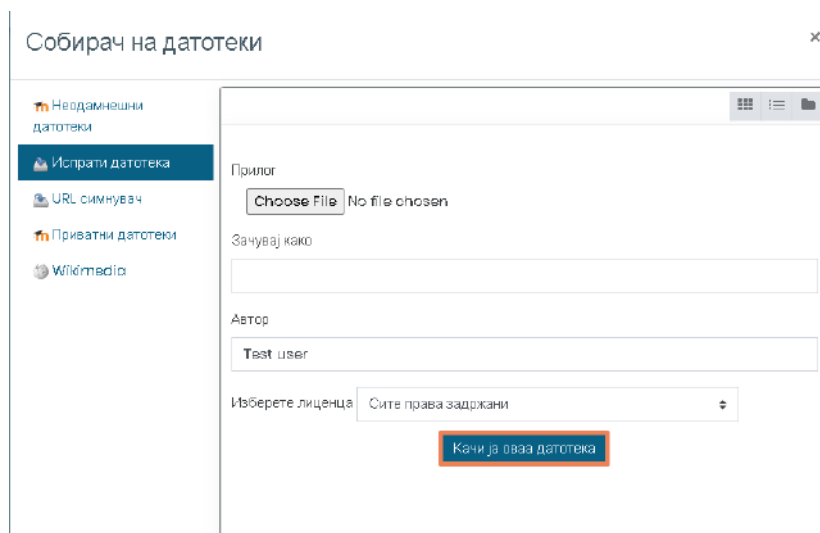 Собирач на датотеки
×
Неодамнешни
датотеки
Испрати датотека
URL симнувач
Приватни датотеки
Wikimedia
Прилог
Choose File No file chosen
Зачувај како
Автор
Test user
Изберете лиценца Сите права задржани
Качи ја оваа датотека